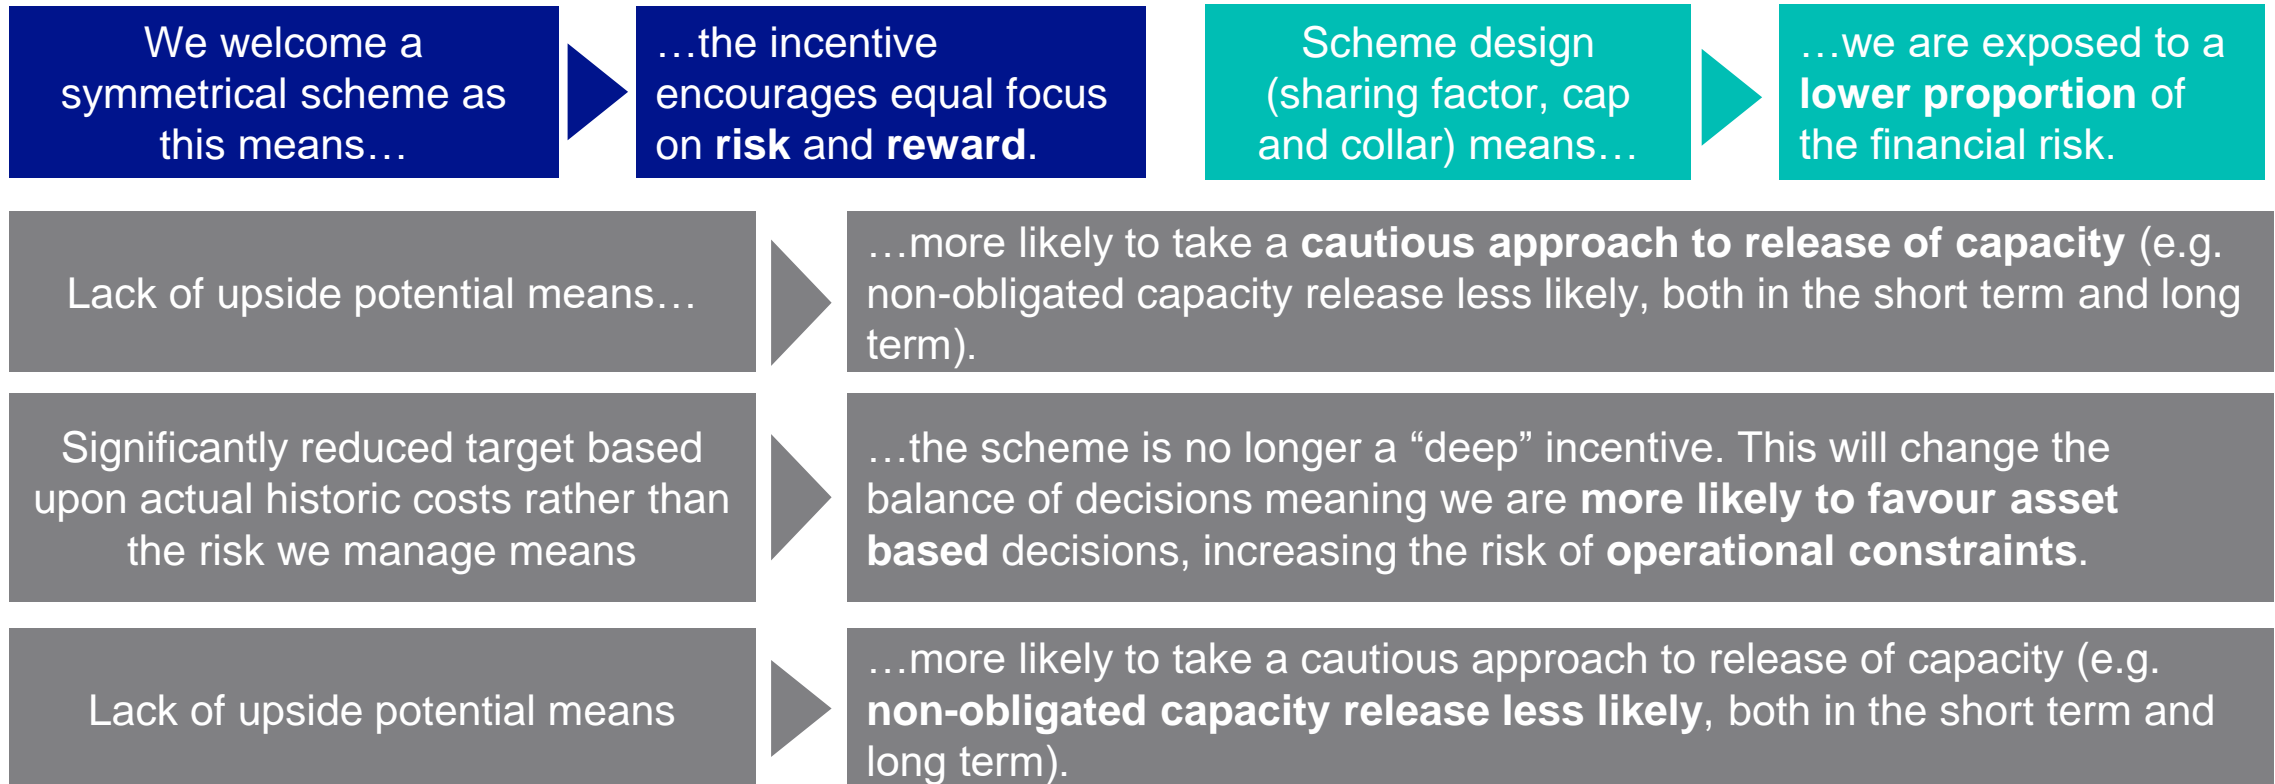 We welcome a
symmetrical scheme as
this means…
…the incentive
encourages equal focus
on risk and reward.
Scheme design
(sharing factor, cap
and collar) means…
…we are exposed to a
lower proportion of
the financial risk.
Lack of upside potential means…
…more likely to take a cautious approach to release of capacity (e.g.
non-obligated capacity release less likely, both in the short term and long
term).
Significantly reduced target based
upon actual historic costs rather than
the risk we manage means
…the scheme is no longer a “deep” incentive. This will change the
balance of decisions meaning we are more likely to favour asset
based decisions, increasing the risk of operational constraints.
Lack of upside potential means
…more likely to take a cautious approach to release of capacity (e.g.
non-obligated capacity release less likely, both in the short term and
long term).